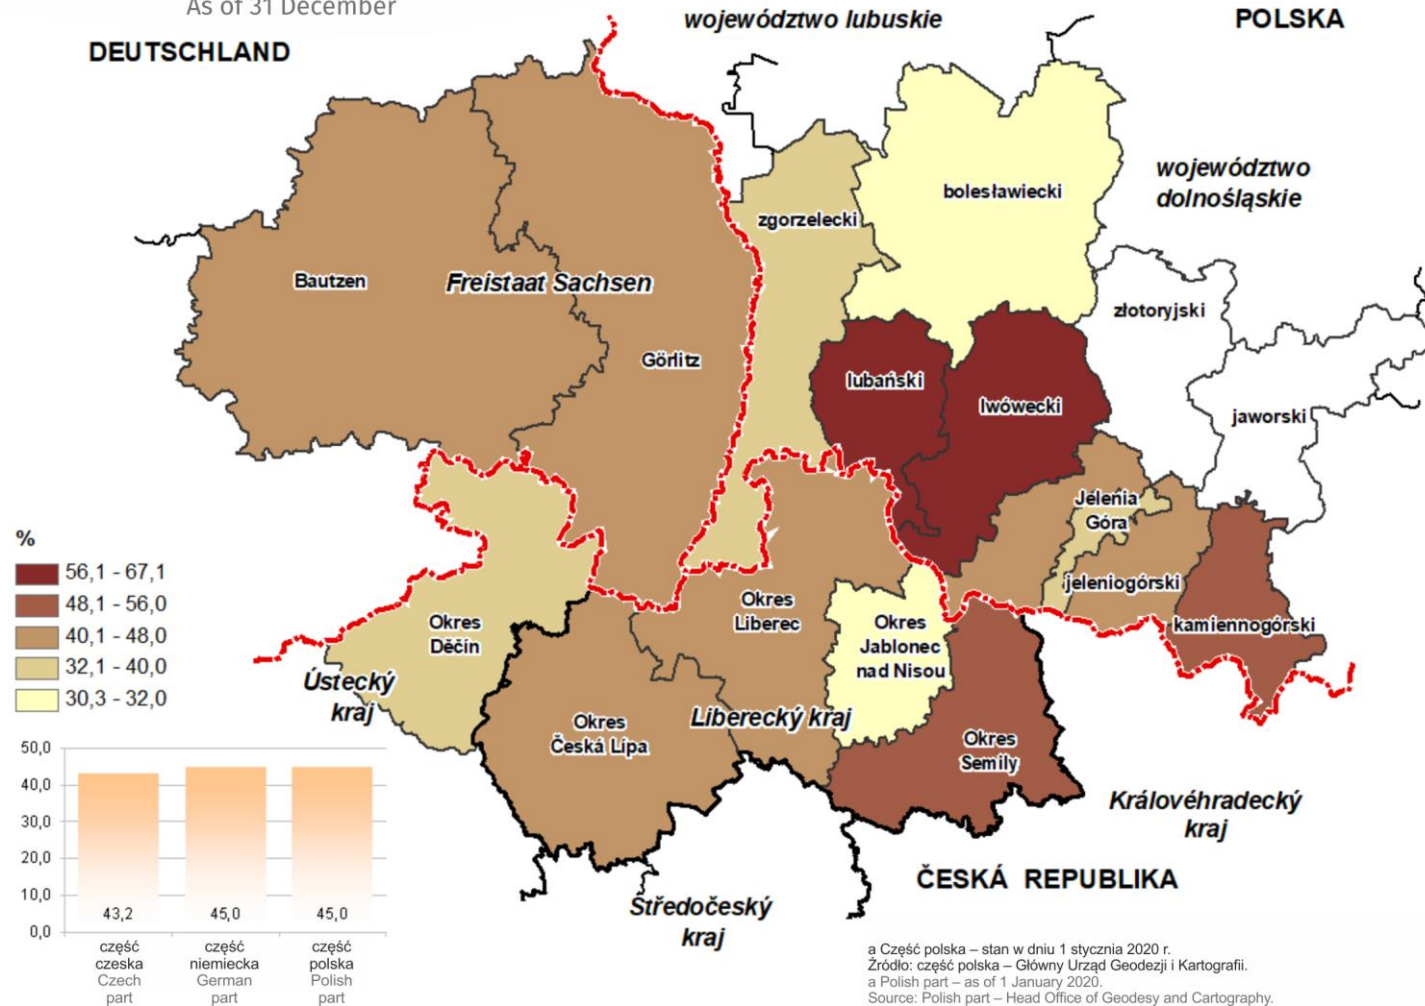 As of 31 December
województwo lubuskie
POLSKA
DEUTSCHLAND
województwo
dolnośląskie
bolesławiecki
zgorzelecki
Bautzen
Freistaat Sachsen
złotoryjski
Görlitz
lubański
lwówecki
jaworski
Jelenia
Góra
jeleniogórski
kamiennogórski
%
56,1 - 67,1
48,1 - 56,0
40,1 - 48,0
32,1 - 40,0
30,3 - 32,0
Okres
Děčín
Okres
Liberec
Okres
Jablonec
nad Nisou
Ústecký
kraj
Okres
Česká Lípa
Liberecký kraj
Okres
Semily
Královéhradecký
kraj
ČESKÁ REPUBLIKA
Středočeský
kraj
50,0
40,0
30,0
20,0
10,0
0,0
43,2
45,0
45,0
część
czeska
Czech
part
część
niemiecka
German
part
część
polska
Polish
part
a Część polska – stan w dniu 1 stycznia 2020 r.
Źródło: część polska – Główny Urząd Geodezji i Kartografii.
a Polish part – as of 1 January 2020.
Source: Polish part – Head Office of Geodesy and Cartography.